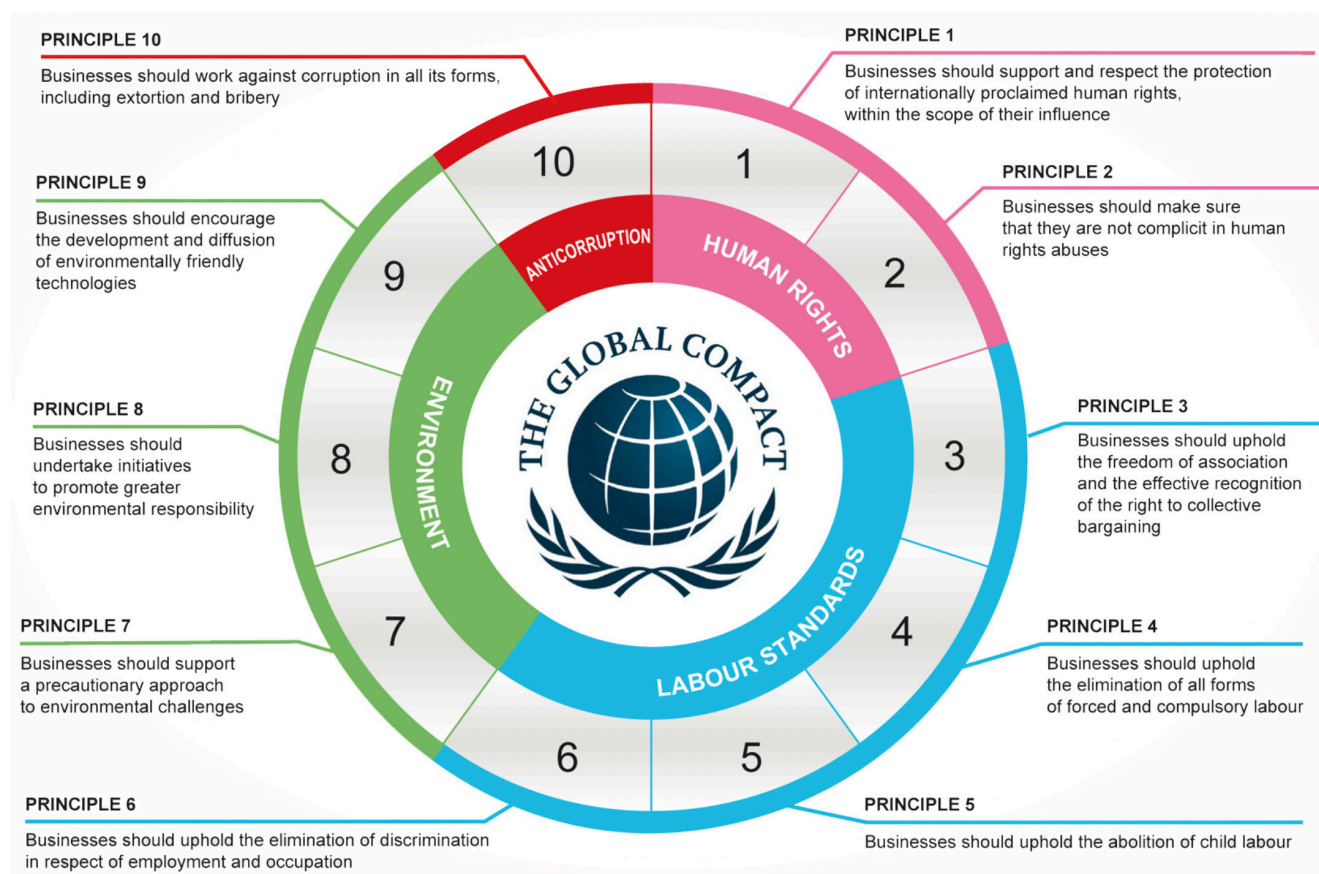 PRINCIPLE 10
Businesses should work against corruption in all its forms,
including extortion and bribery
PRINCIPLE 1
Businesses should support and respect the protection
of internationally proclaimed human rights,
within the scope of their influence
PRINCIPLE 2
Businesses should make sure
that they are not complicit in human
rights abuses
PRINCIPLE 3
Businesses should uphold
the freedom of association
and the effective recognition
of the right to collective
bargaining
PRINCIPLE 4
Businesses should uphold
the elimination of all forms
of forced and compulsory labour
PRINCIPLE 5
Businesses should uphold the abolition of child labour
PRINCIPLE 6
Businesses should uphold the elimination of discrimination
in respect of employment and occupation
PRINCIPLE 7
Businesses should support
a precautionary approach
to environmental challenges
PRINCIPLE 8
Businesses should
undertake initiatives
to promote greater
environmental responsibility
PRINCIPLE 9
Businesses should encourage
the development and diffusion
of environmentally friendly
technologies
10
1
2
3
4
5
6
7
8
9
ANTICORRUPTION
HUMAN RIGHTS
LABOUR STANDARDS
ENVIRONMENT
THE GLOBAL COMPACT